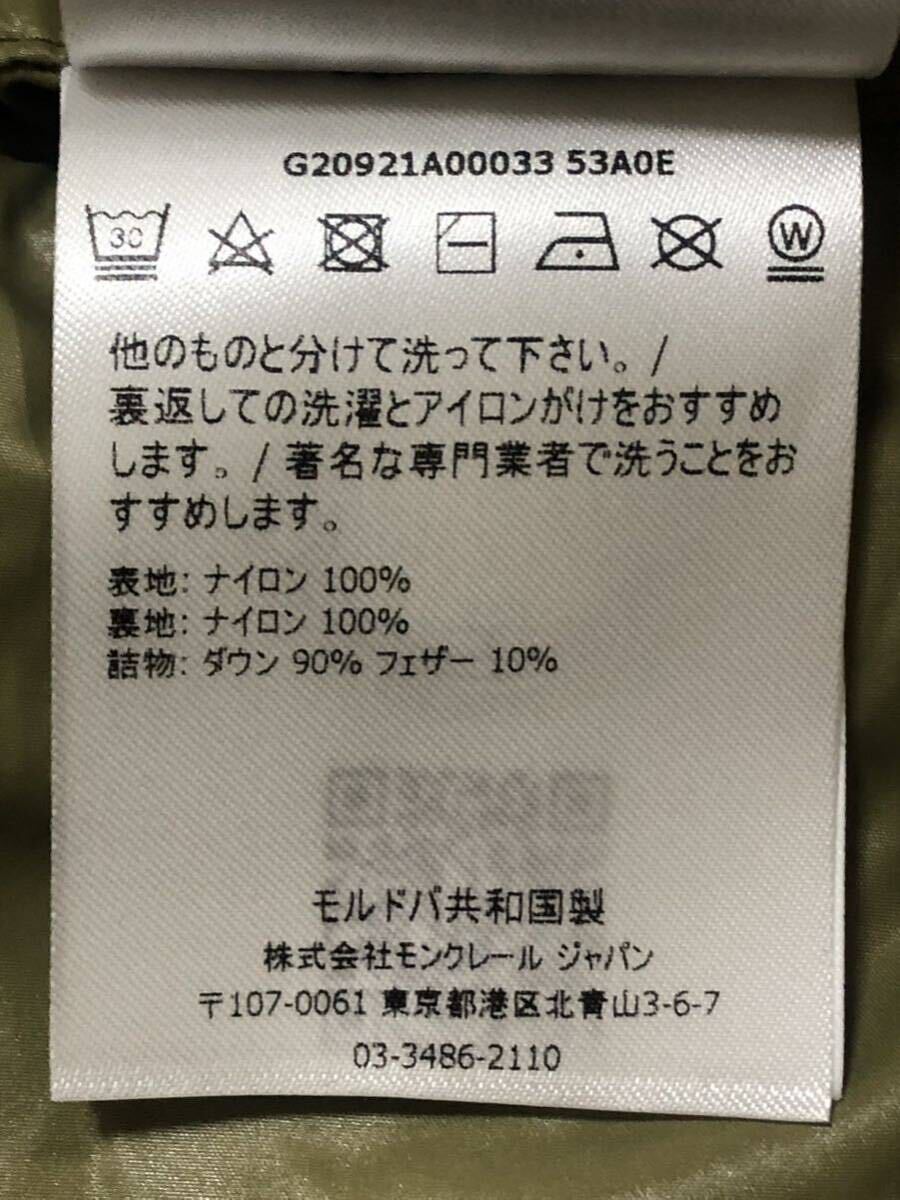 G20921A00033 53A0E
30
W
他のものと分けて洗って下さい。/
裏返しての洗濯とアイロンがけをおすすめ
します。/ 著名な専門業者で洗うことをお
すすめします。
表地: ナイロン 100%
裏地: ナイロン 100%
詰物: ダウン 90% フェザー 10%
モルドバ共和国製
株式会社モンクレール ジャパン
〒107-0061 東京都港区北青山3-6-7
03-3486-2110